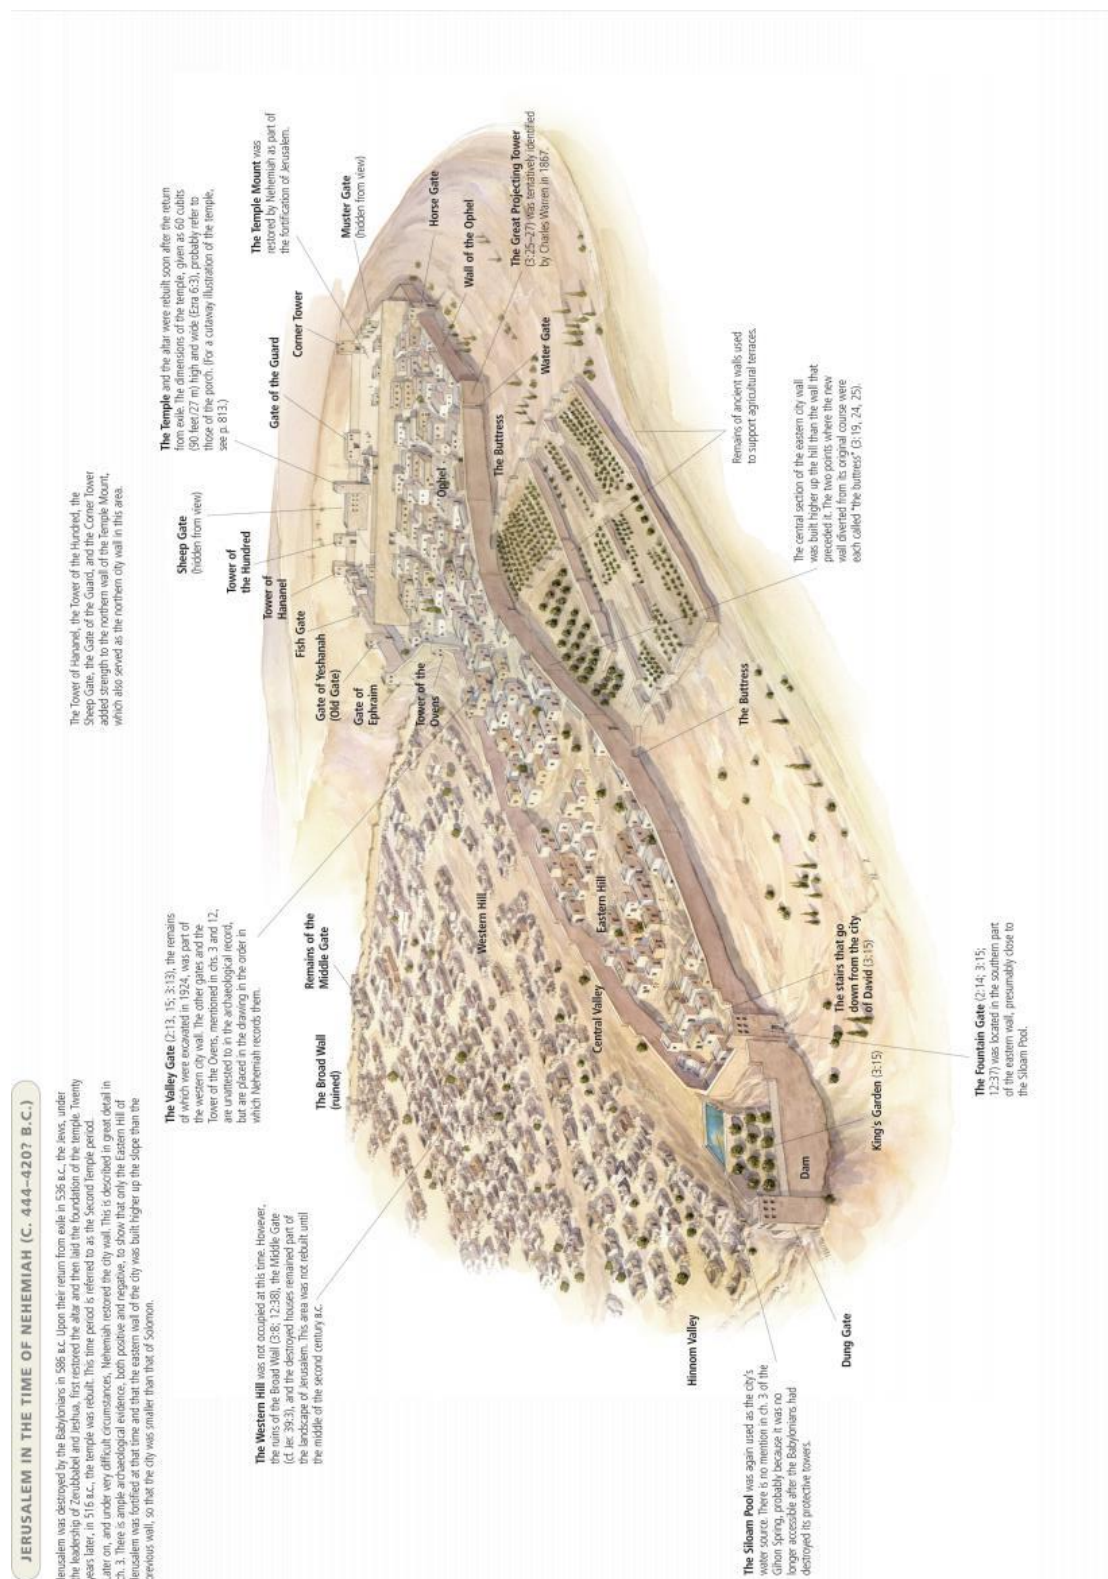 JERUSALEM IN THE TIME OF NEHEMIAH (C. 444–420? B.C.)
Jerusalem was destroyed by the Babylonians in 586 B.C. Upon their return from exile in 536 B.C., the Jews, under
the leadership of Zerubbabel and Jeshua, first restored the altar and then laid the foundation of the temple. Twenty
years later, in 516 B.C., the temple was rebuilt. This time period is referred to as the Second Temple period.
Later on, and under very difficult circumstances, Nehemiah restored the city wall. This is described in great detail in
ch. 3. There is ample archaeological evidence, both positive and negative, to show that only the Eastern Hill of
Jerusalem was fortified at that time and that the eastern wall of the city was built higher up the slope than the
previous wall, so that the city was smaller than that of Solomon.
The Tower of Hananel, the Tower of the Hundred, the
Sheep Gate, the Gate of the Guard, and the Corner Tower
added strength to the northern wall of the Temple Mount,
which also served as the northern city wall in this area.
The Valley Gate (2:13, 15; 3:13), the remains
of which were excavated in 1924, was part of
the western city wall. The other gates and the
Tower of the Ovens, mentioned in chs. 3 and 12,
are unattested to in the archaeological record,
but are placed in the drawing in the order in
which Nehemiah records them.
The Temple and the altar were rebuilt soon after the return
from exile. The dimensions of the temple, given as 60 cubits
(90 feet/27 m) high and wide (Ezra 6:3), probably refer to
those of the porch. (For a cutaway illustration of the temple,
see p. 813.)
Sheep Gate
(hidden from view)
Tower of
the Hundred
Tower of
Hananel
Fish Gate
Gate of Yeshanah
(Old Gate)
Gate of
Ephraim
Tower of the
Ovens
Gate of the Guard
Corner Tower
The Temple Mount was
restored by Nehemiah as part of
the fortification of Jerusalem.
Muster Gate
(hidden from view)
Horse Gate
Wall of the Ophel
The Great Projecting Tower
(3:25–27) was tentatively identified
by Charles Warren in 1867.
Water Gate
Ophel
The Buttress
The Western Hill was not occupied at this time. However,
the ruins of the Broad Wall (3:8; 12:38), the Middle Gate
(cf. Jer. 39:3), and the destroyed houses remained part of
the landscape of Jerusalem. This area was not rebuilt until
the middle of the second century B.C.
The Broad Wall
(ruined)
Remains of the
Middle Gate
Western Hill
Central Valley
Eastern Hill
Remains of ancient walls used
to support agricultural terraces.
The central section of the eastern city wall
was built higher up the hill than the wall that
preceded it. The two points where the new
wall diverted from its original course were
each called "the buttress" (3:19, 24, 25).
The Buttress
Hinnom Valley
The Siloam Pool was again used as the city's
water source. There is no mention in ch. 3 of the
Gihon Spring, probably because it was no
longer accessible after the Babylonians had
destroyed its protective towers.
Dung Gate
Dam
King's Garden (3:15)
The stairs that go
down from the city
of David (3:15)
The Fountain Gate (2:14; 3:15;
12:37) was located in the southern part
of the eastern wall, presumably close to
the Siloam Pool.